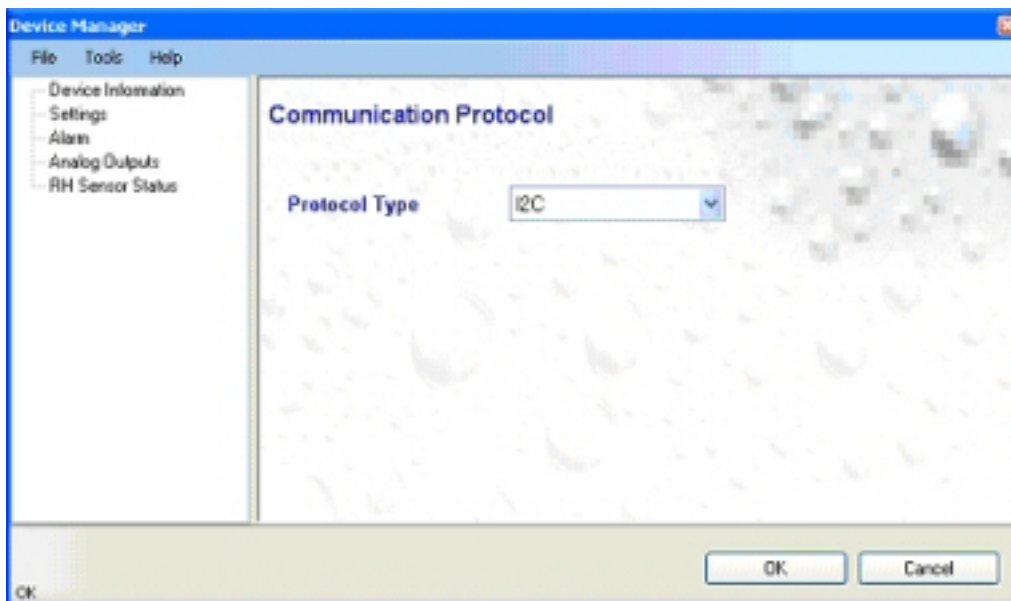 Device Manager
File Tools Help
Device Information
Settings
Alarm
Analog Outputs
RH Sensor Status
Communication Protocol
Protocol Type I2C
OK Cancel
OK